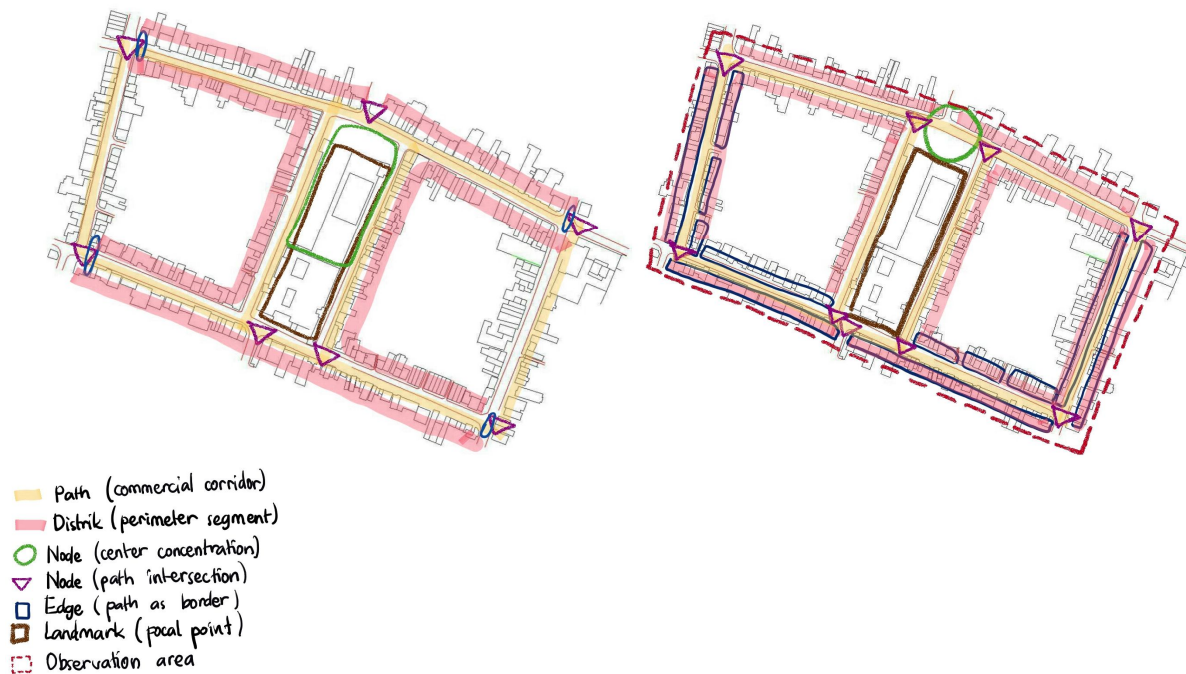 Path (commercial corridor)
Distrik (perimeter segment)
Node (center concentration)
Node (path intersection)
Edge (path as border)
Landmark (focal point)
Observation area